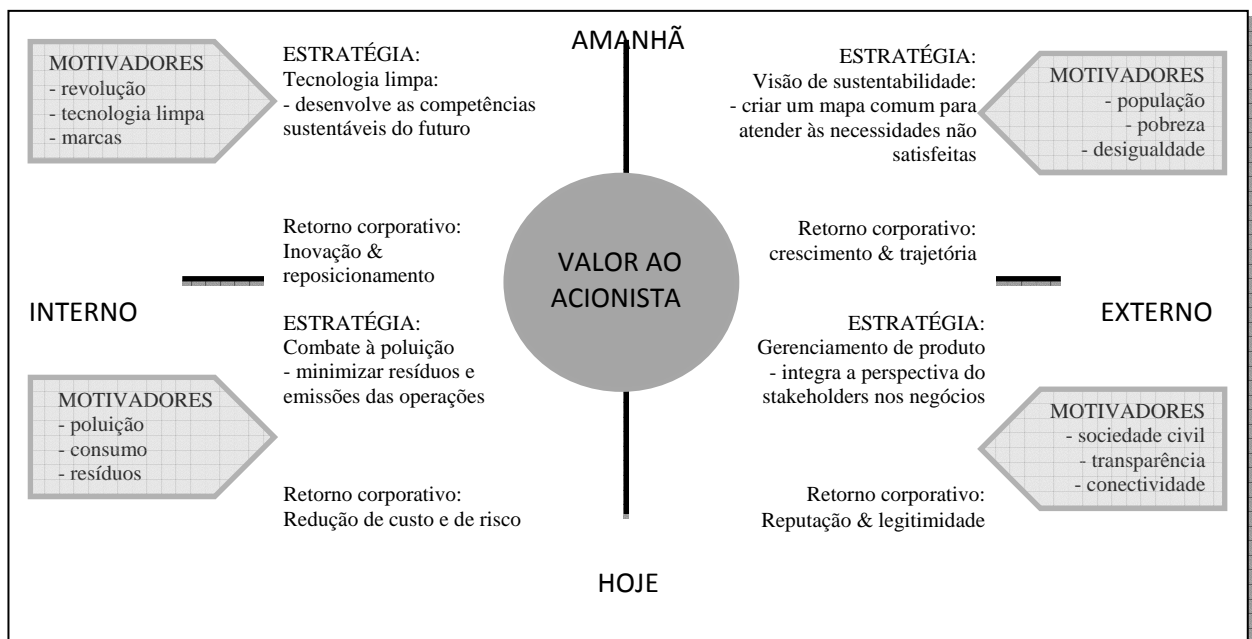 AMANHÃ
MOTIVADORES
- revolução
- tecnologia limpa
- marcas
ESTRATÉGIA:
Tecnologia limpa:
- desenvolve as competências
sustentáveis do futuro
Retorno corporativo:
Inovação &
reposicionamento
ESTRATÉGIA:
Visão de sustentabilidade:
- criar um mapa comum para
atender às necessidades não
satisfeitas
MOTIVADORES
- população
- pobreza
- desigualdade
Retorno corporativo:
crescimento & trajetória
VALOR AO
ACIONISTA
INTERNO
EXTERNO
MOTIVADORES
- poluição
- consumo
- resíduos
ESTRATÉGIA:
Combate à poluição
- minimizar resíduos e
emissões das operações
Retorno corporativo:
Redução de custo e de risco
ESTRATÉGIA:
Gerenciamento de produto
- integra a perspectiva do
stakeholders nos negócios
MOTIVADORES
- sociedade civil
- transparência
- conectividade
Retorno corporativo:
Reputação & legitimidade
HOJE